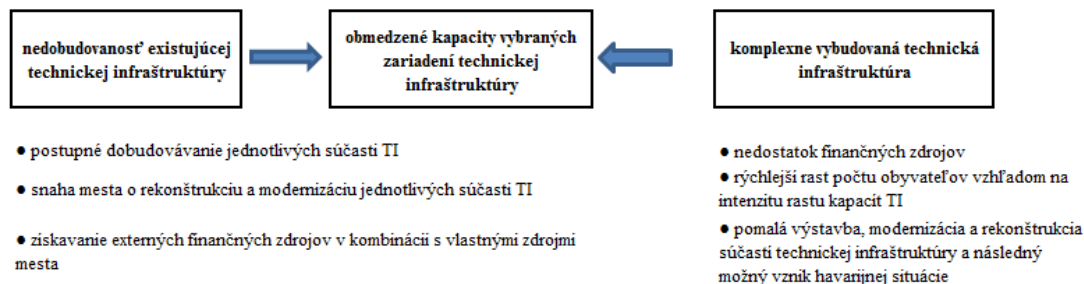 nedobudovanosť existujúcej
technickej infraštruktúry
obmedzené kapacity vybraných
zariadení technickej
infraštruktúry
komplexne vybudovaná technická
infraštruktúra
● postupné dobudovávanie jednotlivých súčasti TI
● snaha mesta o rekonštrukciu a modernizáciu jednotlivých súčasti TI
● získavanie externých finančných zdrojov v kombinácii s vlastnými zdrojmi
mesta
● nedostatok finančných zdrojov
● rýchlejší rast počtu obyvateľov vzhľadom na
intenzitu rastu kapacít TI
● pomalá výstavba, modernizácia a rekonštrukcia
súčastí technickej infraštruktúry a následný
možný vznik havarijnej situácie